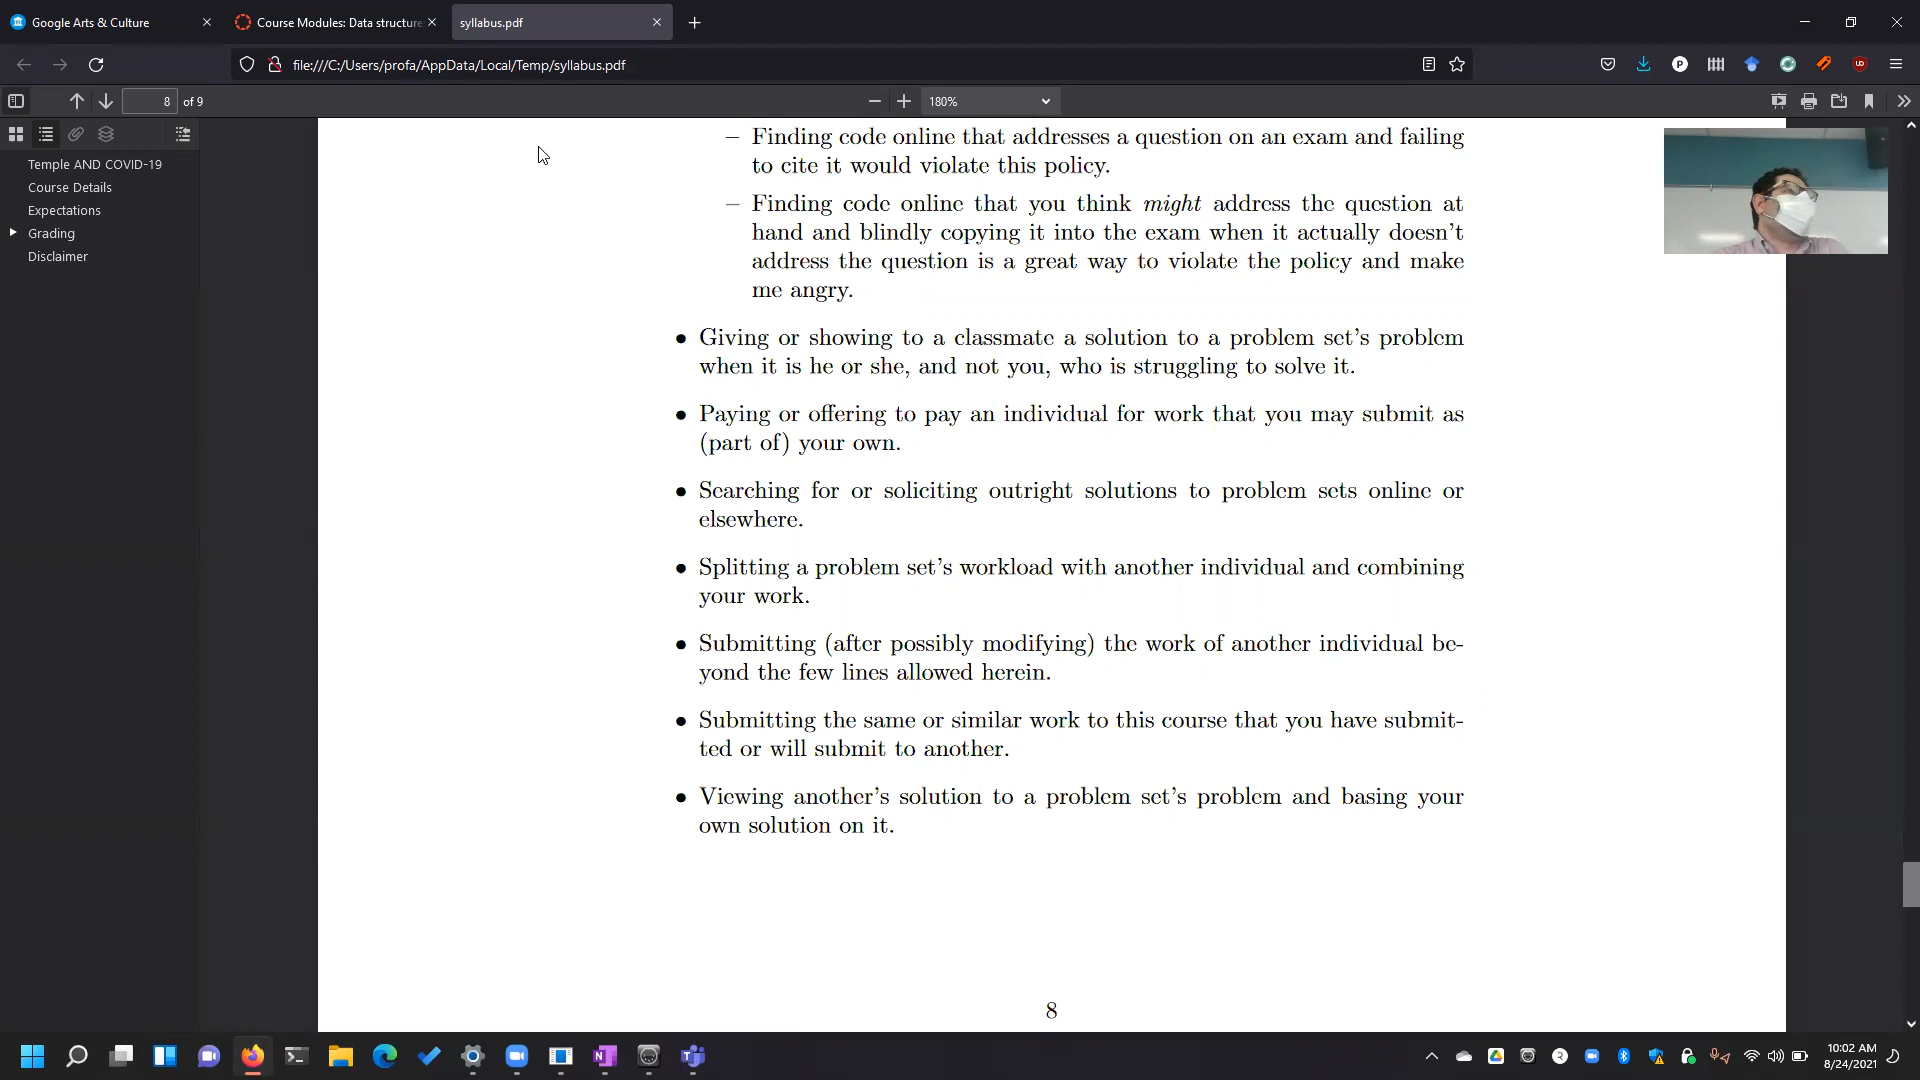 Google Arts & Culture
Course Modules: Data structure
syllabus.pdf
file:///C:/Users/profa/AppData/Local/Temp/syllabus.pdf
8 of 9
180%
Temple AND COVID-19
Course Details
Expectations
Grading
Disclaimer
– Finding code online that addresses a question on an exam and failing
to cite it would violate this policy.
– Finding code online that you think might address the question at
hand and blindly copying it into the exam when it actually doesn’t
address the question is a great way to violate the policy and make
me angry.
• Giving or showing to a classmate a solution to a problem set’s problem
when it is he or she, and not you, who is struggling to solve it.
• Paying or offering to pay an individual for work that you may submit as
(part of) your own.
• Searching for or soliciting outright solutions to problem sets online or
elsewhere.
• Splitting a problem set’s workload with another individual and combining
your work.
• Submitting (after possibly modifying) the work of another individual be-
yond the few lines allowed herein.
• Submitting the same or similar work to this course that you have submit-
ted or will submit to another.
• Viewing another’s solution to a problem set’s problem and basing your
own solution on it.
8
10:02 AM
8/24/2021